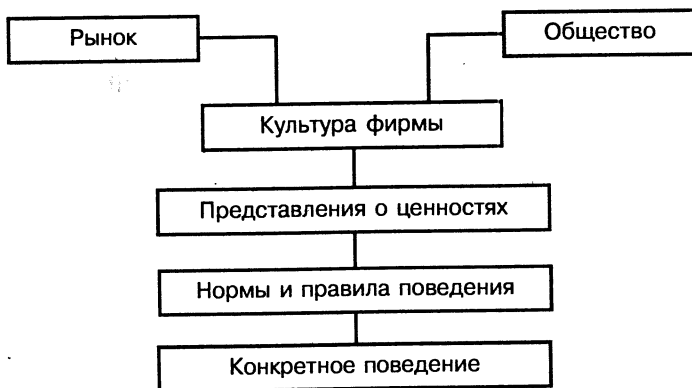 Рынок
Общество
Культура фирмы
Представления о ценностях
Нормы и правила поведения
Конкретное поведение